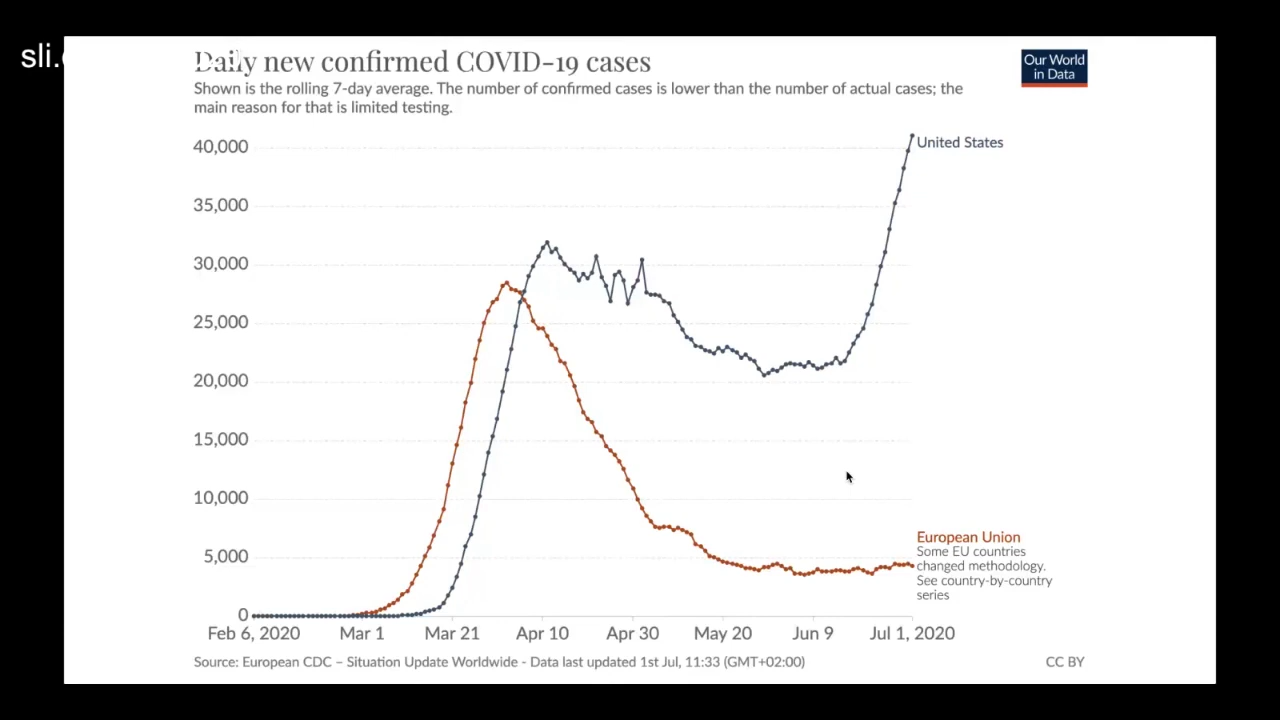 sli.
Daily new confirmed COVID-19 cases
Our World
in Data
Shown is the rolling 7-day average. The number of confirmed cases is lower than the number of actual cases; the
main reason for that is limited testing.
40,000
United States
35,000
30,000
25,000
20,000
15,000
10,000
5,000
0
European Union
Some EU countries
changed methodology.
See country-by-country
series
Feb 6, 2020
Mar 1
Mar 21
Apr 10
Apr 30
May 20
Jun 9
Jul 1, 2020
Source: European CDC – Situation Update Worldwide - Data last updated 1st Jul, 11:33 (GMT+02:00)
CC BY